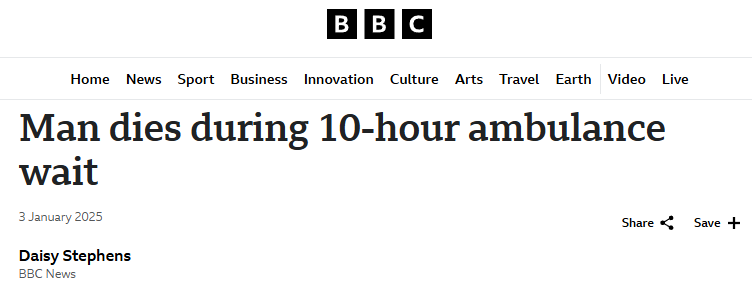 BBC
Home News Sport Business Innovation Culture Arts Travel Earth Video Live
Man dies during 10-hour ambulance
wait
3 January 2025
Share Save
Daisy Stephens
BBC News